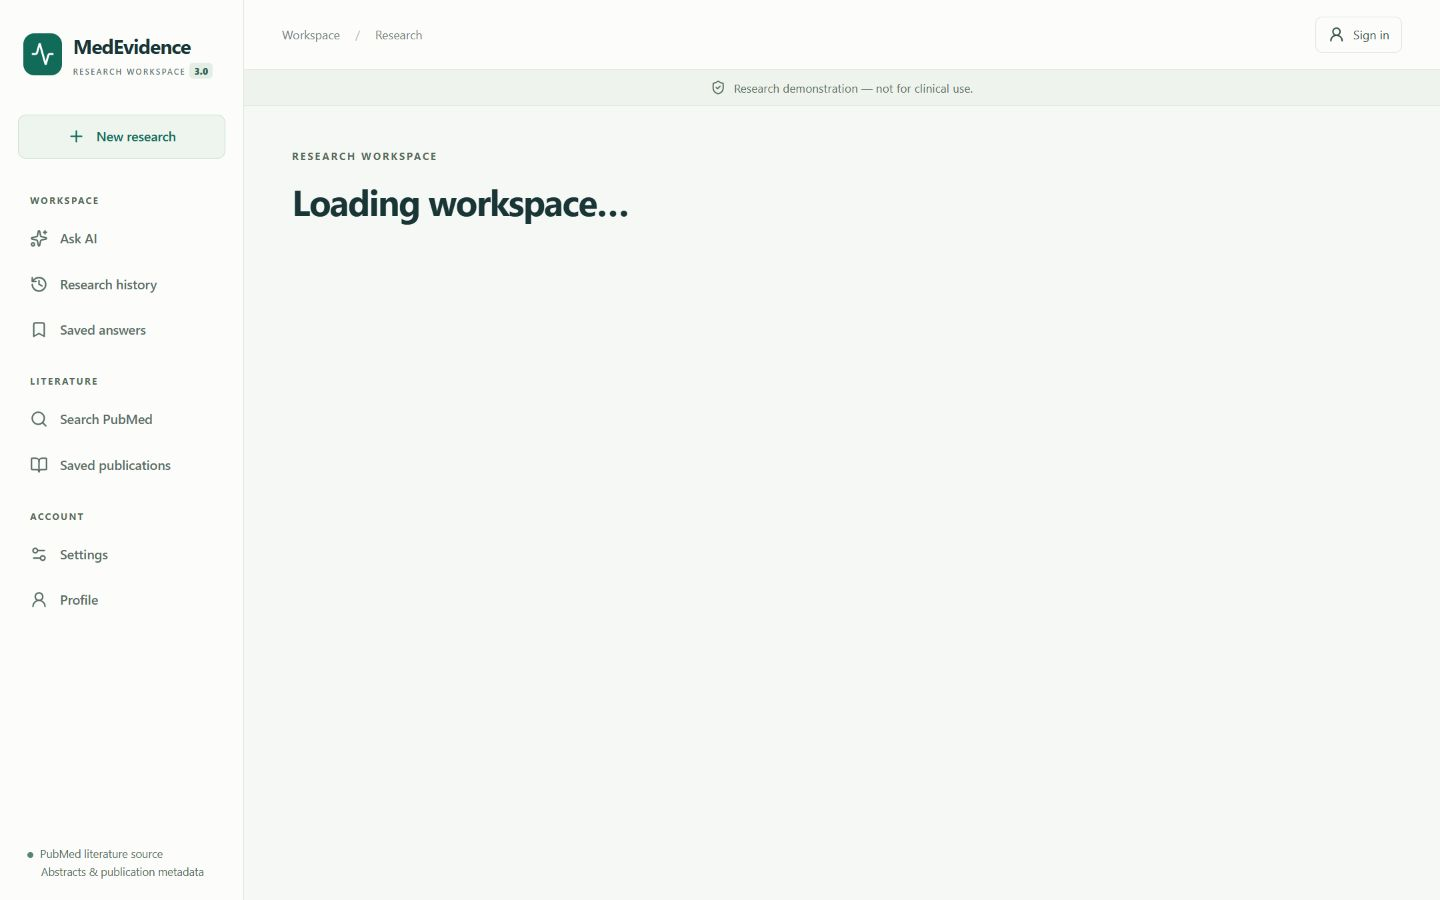 MedEvidence
RESEARCH WORKSPACE 3.0
New research
WORKSPACE
Ask AI
Research history
Saved answers
LITERATURE
Search PubMed
Saved publications
ACCOUNT
Settings
Profile
PubMed literature source
Abstracts & publication metadata
Workspace / Research
Sign in
Research demonstration — not for clinical use.
RESEARCH WORKSPACE
Loading workspace...